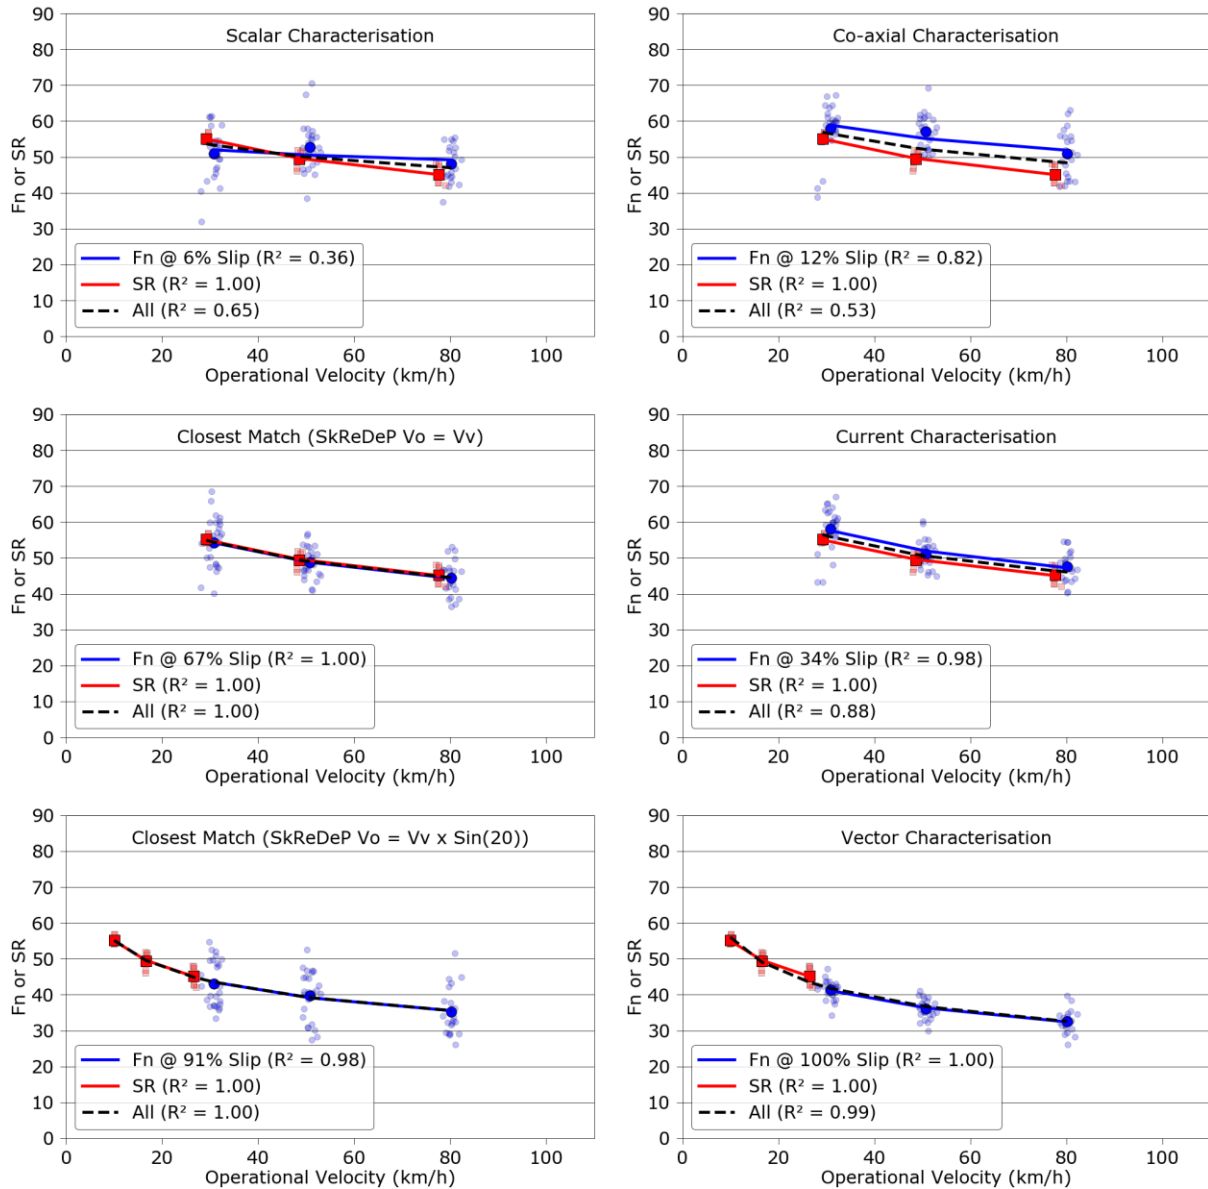 Scalar Characterisation
Fn or SR
90
80
70
60
50
40
30
20
10
0
Fn @ 6% Slip (R² = 0.36)
SR (R² = 1.00)
All (R² = 0.65)
0 20 40 60 80 100
Operational Velocity (km/h)
Co-axial Characterisation
Fn or SR
90
80
70
60
50
40
30
20
10
0
Fn @ 12% Slip (R² = 0.82)
SR (R² = 1.00)
All (R² = 0.53)
0 20 40 60 80 100
Operational Velocity (km/h)
Closest Match (SkReDeP Vo = Vv)
Fn or SR
90
80
70
60
50
40
30
20
10
0
Fn @ 67% Slip (R² = 1.00)
SR (R² = 1.00)
All (R² = 1.00)
0 20 40 60 80 100
Operational Velocity (km/h)
Current Characterisation
Fn or SR
90
80
70
60
50
40
30
20
10
0
Fn @ 34% Slip (R² = 0.98)
SR (R² = 1.00)
All (R² = 0.88)
0 20 40 60 80 100
Operational Velocity (km/h)
Closest Match (SkReDeP Vo = Vv x Sin(20))
Fn or SR
90
80
70
60
50
40
30
20
10
0
Fn @ 91% Slip (R² = 0.98)
SR (R² = 1.00)
All (R² = 1.00)
0 20 40 60 80 100
Operational Velocity (km/h)
Vector Characterisation
Fn or SR
90
80
70
60
50
40
30
20
10
0
Fn @ 100% Slip (R² = 1.00)
SR (R² = 1.00)
All (R² = 0.99)
0 20 40 60 80 100
Operational Velocity (km/h)